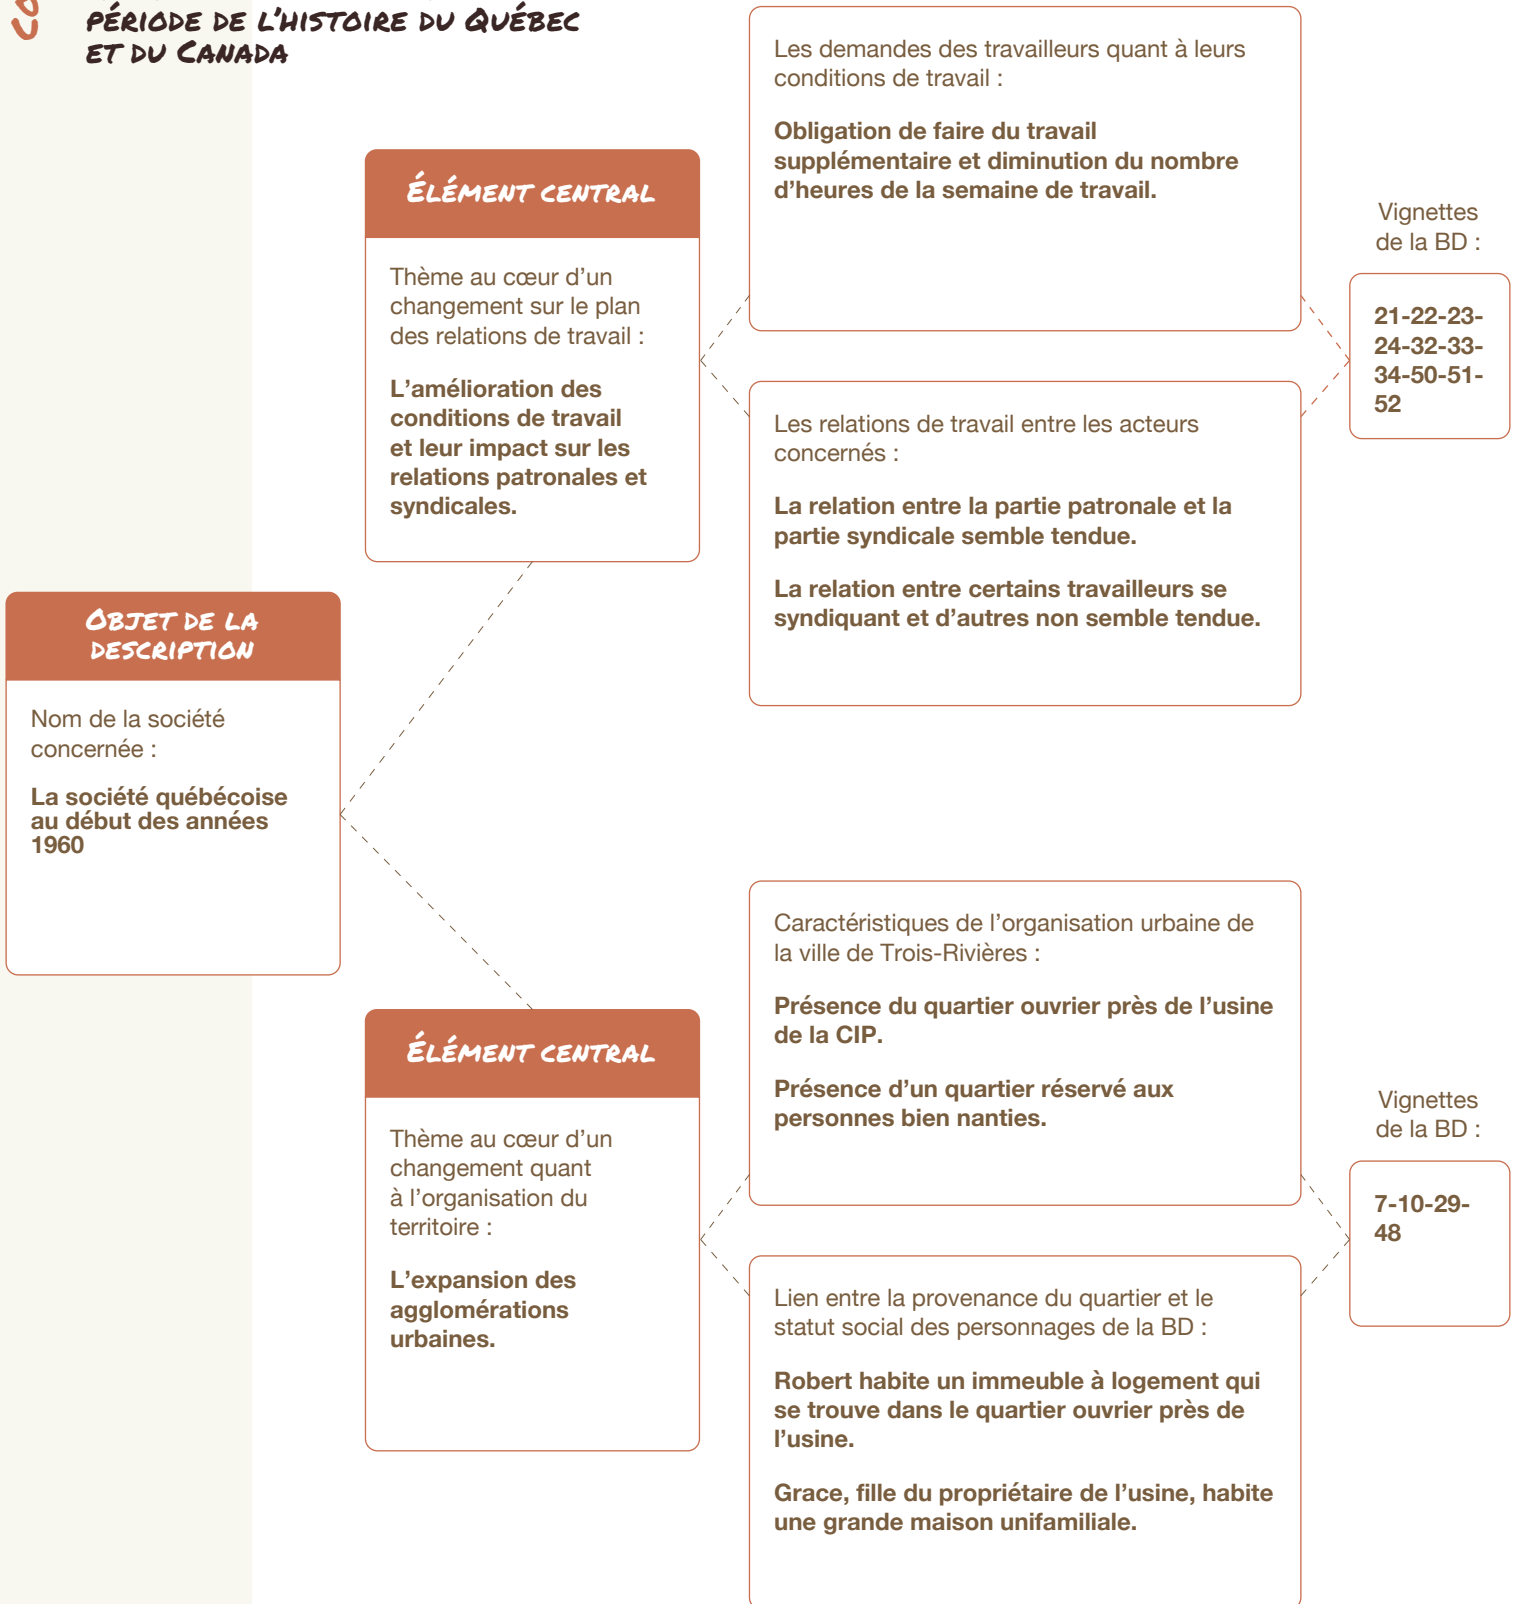 PÉRIODE DE L'HISTOIRE DU QUÉBEC
ET DU CANADA
Les demandes des travailleurs quant à leurs
conditions de travail :
Obligation de faire du travail
supplémentaire et diminution du nombre
d'heures de la semaine de travail.
ÉLÉMENT CENTRAL
Thème au cœur d'un
changement sur le plan
des relations de travail :
L'amélioration des
conditions de travail
et leur impact sur les
relations patronales et
syndicales.
Vignettes
de la BD :
21-22-23-
24-32-33-
34-50-51-
52
Les relations de travail entre les acteurs
concernés :
La relation entre la partie patronale et la
partie syndicale semble tendue.
La relation entre certains travailleurs se
syndiquant et d'autres non semble tendue.
OBJET DE LA
DESCRIPTION
Nom de la société
concernée :
La société québécoise
au début des années
1960
Caractéristiques de l'organisation urbaine de
la ville de Trois-Rivières :
Présence du quartier ouvrier près de l'usine
de la CIP.
Présence d'un quartier réservé aux
personnes bien nanties.
ÉLÉMENT CENTRAL
Thème au cœur d'un
changement quant
à l'organisation du
territoire :
L'expansion des
agglomérations
urbaines.
Vignettes
de la BD :
7-10-29-
48
Lien entre la provenance du quartier et le
statut social des personnages de la BD :
Robert habite un immeuble à logement qui
se trouve dans le quartier ouvrier près de
l'usine.
Grace, fille du propriétaire de l'usine, habite
une grande maison unifamiliale.